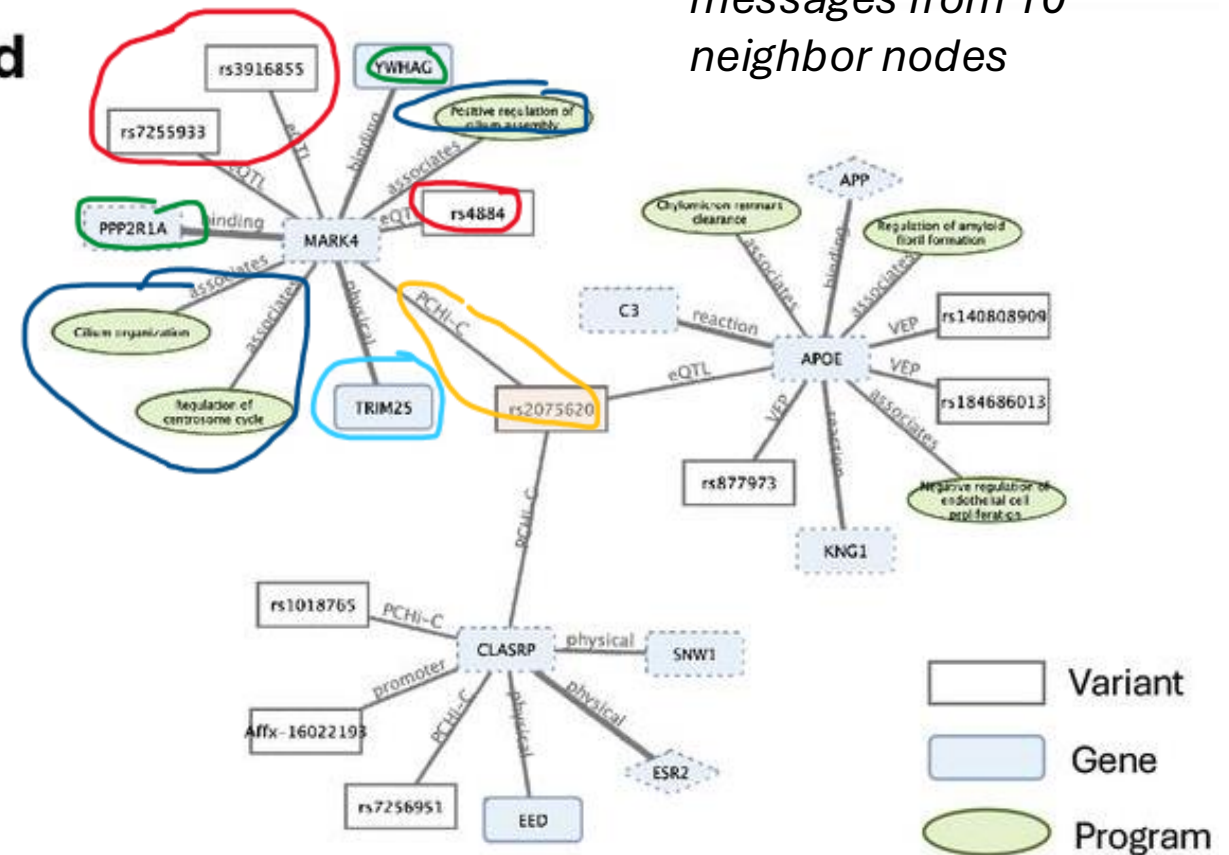 messages from 10
neighbor nodes
d
rs3916855
YWHAG
Positive regulation of
cilium assembly
rs7255933
eQTL
eQTL
binding
associates
eQTL
rs4884
PPP2R1A
binding
MARK4
associates
associates
physical
PCHi-C
Cilium organization
Regulation of
centrosome cycle
TRIM25
rs2075620
eQTL
PCHi-C
APP
Chylomicron remnant
clearance
Regulation of amyloid
fibril formation
associates
binding
associates
C3
reaction
APOE
VEP
rs140808909
VEP
rs184686013
VEP
reaction
associates
rs877973
Negative regulation of
endothelial cell
proliferation
KNG1
rs1018765
PCHi-C
CLASRP
physical
SNW1
promoter
Affx-16022193
PCHi-C
physical
physical
ESR2
rs7256951
EED
Variant
Gene
Program